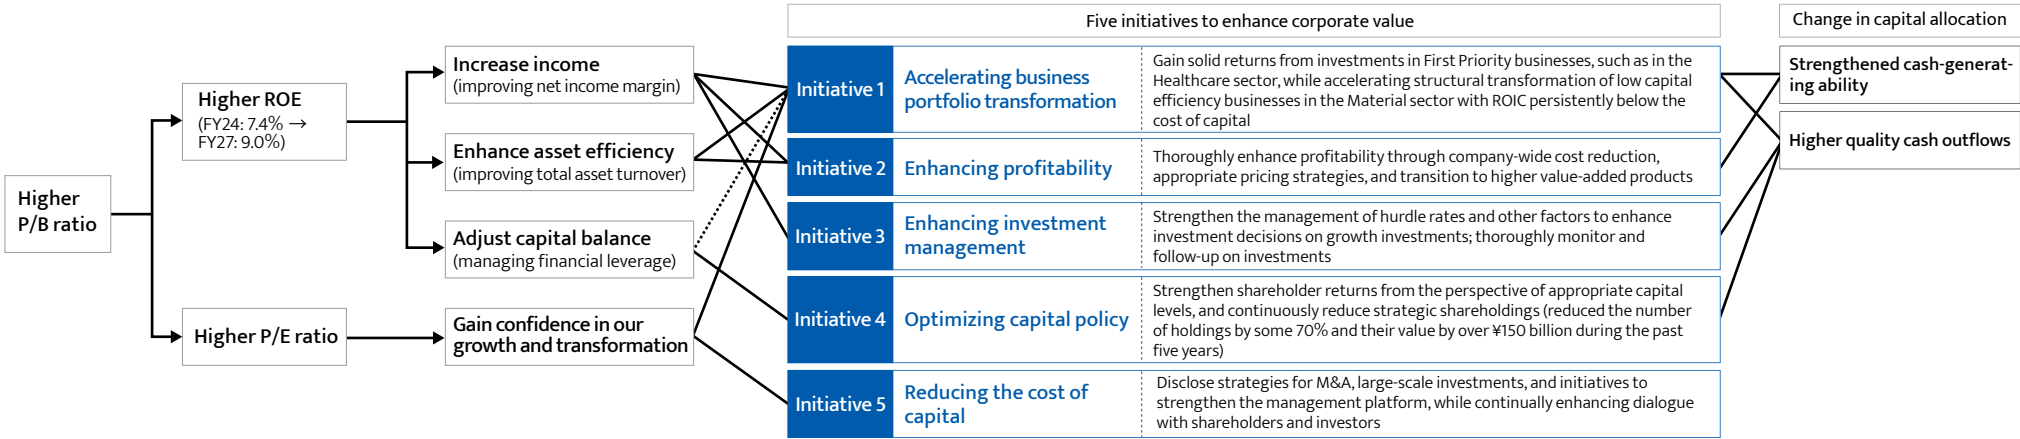 Higher
P/B ratio
Higher ROE
(FY24: 7.4% →
FY27: 9.0%)
Higher P/E ratio
Increase income
(improving net income margin)
Enhance asset efficiency
(improving total asset turnover)
Adjust capital balance
(managing financial leverage)
Gain confidence in our
growth and transformation
Five initiatives to enhance corporate value
Initiative 1
Accelerating business
portfolio transformation
Gain solid returns from investments in First Priority businesses, such as in the
Healthcare sector, while accelerating structural transformation of low capital
efficiency businesses in the Material sector with ROIC persistently below the
cost of capital
Initiative 2
Enhancing profitability
Thoroughly enhance profitability through company-wide cost reduction,
appropriate pricing strategies, and transition to higher value-added products
Initiative 3
Enhancing investment
management
Strengthen the management of hurdle rates and other factors to enhance
investment decisions on growth investments; thoroughly monitor and
follow-up on investments
Initiative 4
Optimizing capital policy
Strengthen shareholder returns from the perspective of appropriate capital
levels, and continuously reduce strategic shareholdings (reduced the number
of holdings by some 70% and their value by over ¥150 billion during the past
five years)
Initiative 5
Reducing the cost of
capital
Disclose strategies for M&A, large-scale investments, and initiatives to
strengthen the management platform, while continually enhancing dialogue
with shareholders and investors
Change in capital allocation
Strengthened cash-generat-
ing ability
Higher quality cash outflows